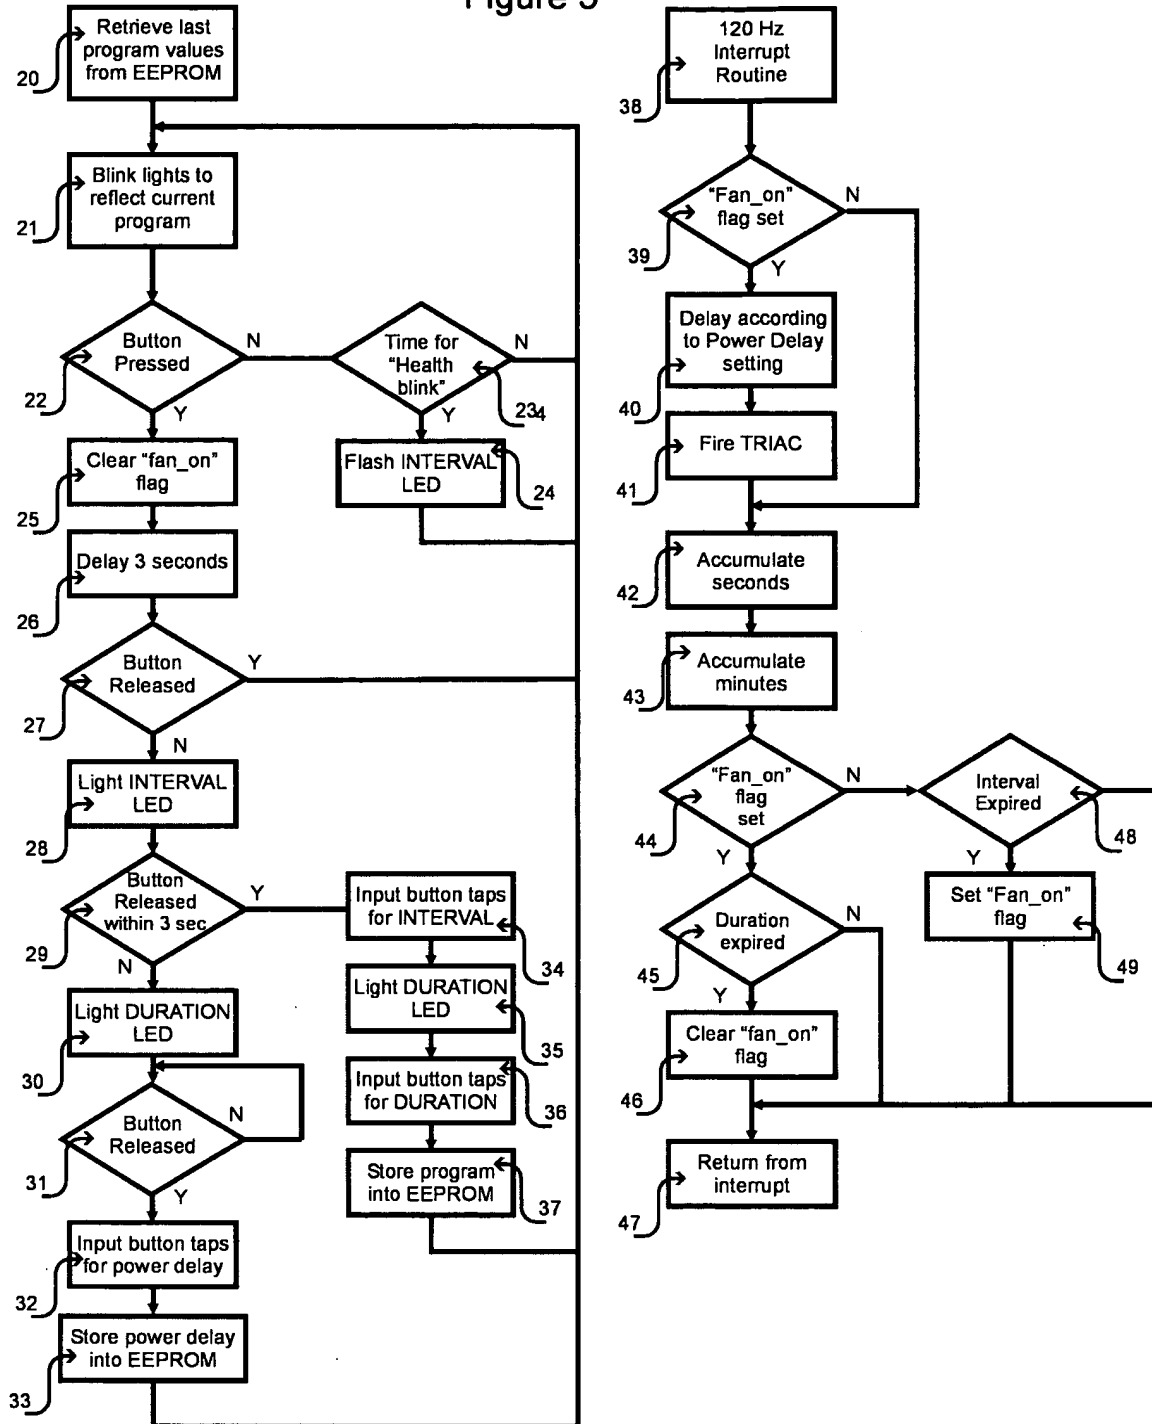 Figure 5
Retrieve last
program values
from EEPROM
20
Blink lights to
reflect current
program
21
Button
Pressed
N
Y
22
Time for
"Health
blink"
N
Y
234
Flash INTERVAL
LED
24
Clear "fan_on"
flag
25
Delay 3 seconds
26
Button
Released
Y
N
27
Light INTERVAL
LED
28
Button
Released
within 3 sec
Y
N
29
Light DURATION
LED
30
Button
Released
N
Y
31
Input button taps
for power delay
32
Store power delay
into EEPROM
33
Input button taps
for INTERVAL
34
Light DURATION
LED
35
Input button taps
for DURATION
36
Store program
into EEPROM
37
120 Hz
Interrupt
Routine
38
"Fan_on"
flag set
N
Y
39
Delay according
to Power Delay
setting
40
Fire TRIAC
41
Accumulate
seconds
42
Accumulate
minutes
43
"Fan_on"
flag
set
N
Y
44
Duration
expired
N
Y
45
Clear "fan_on"
flag
46
Return from
interrupt
47
Interval
Expired
Y
48
Set "Fan_on"
flag
49